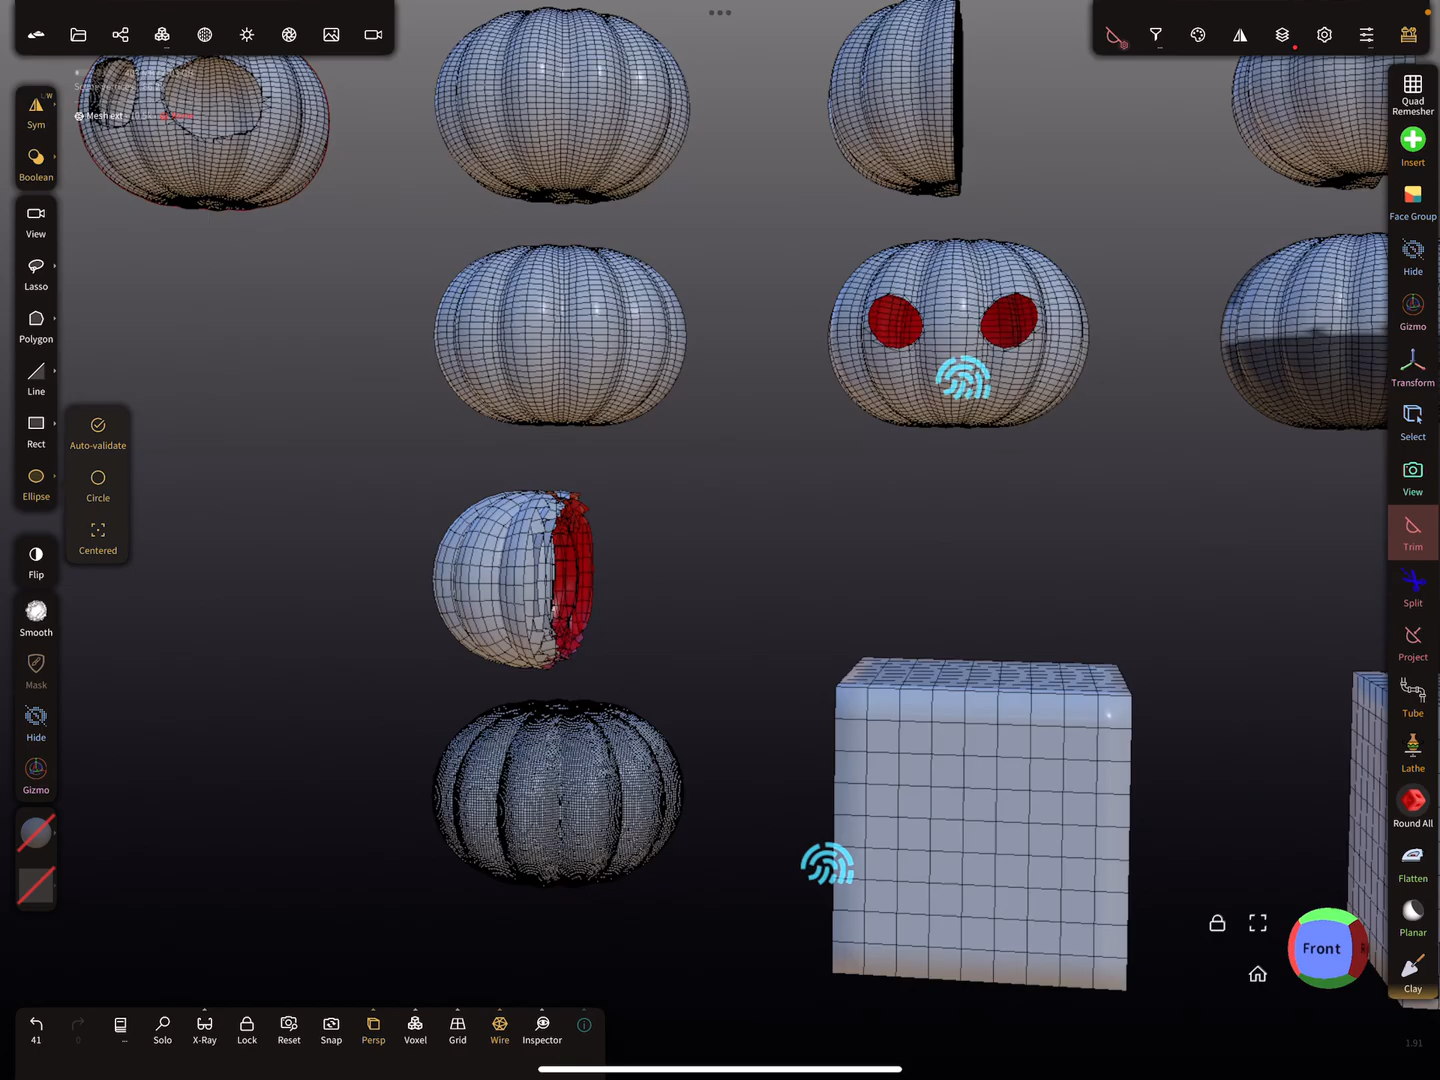 Sym
Boolean
View
Lasso
Polygon
Line
Rect
Ellipse
Auto-validate
Circle
Centered
Flip
Smooth
Mask
Hide
Gizmo
Mesh ext
Quad
Remesher
Insert
Face Group
Hide
Gizmo
Transform
Select
View
Trim
Split
Project
Tube
Lathe
Round All
Flatten
Planar
Clay
Front
41
0
...
Solo
X-Ray
Lock
Reset
Snap
Persp
Voxel
Grid
Wire
Inspector
1.91